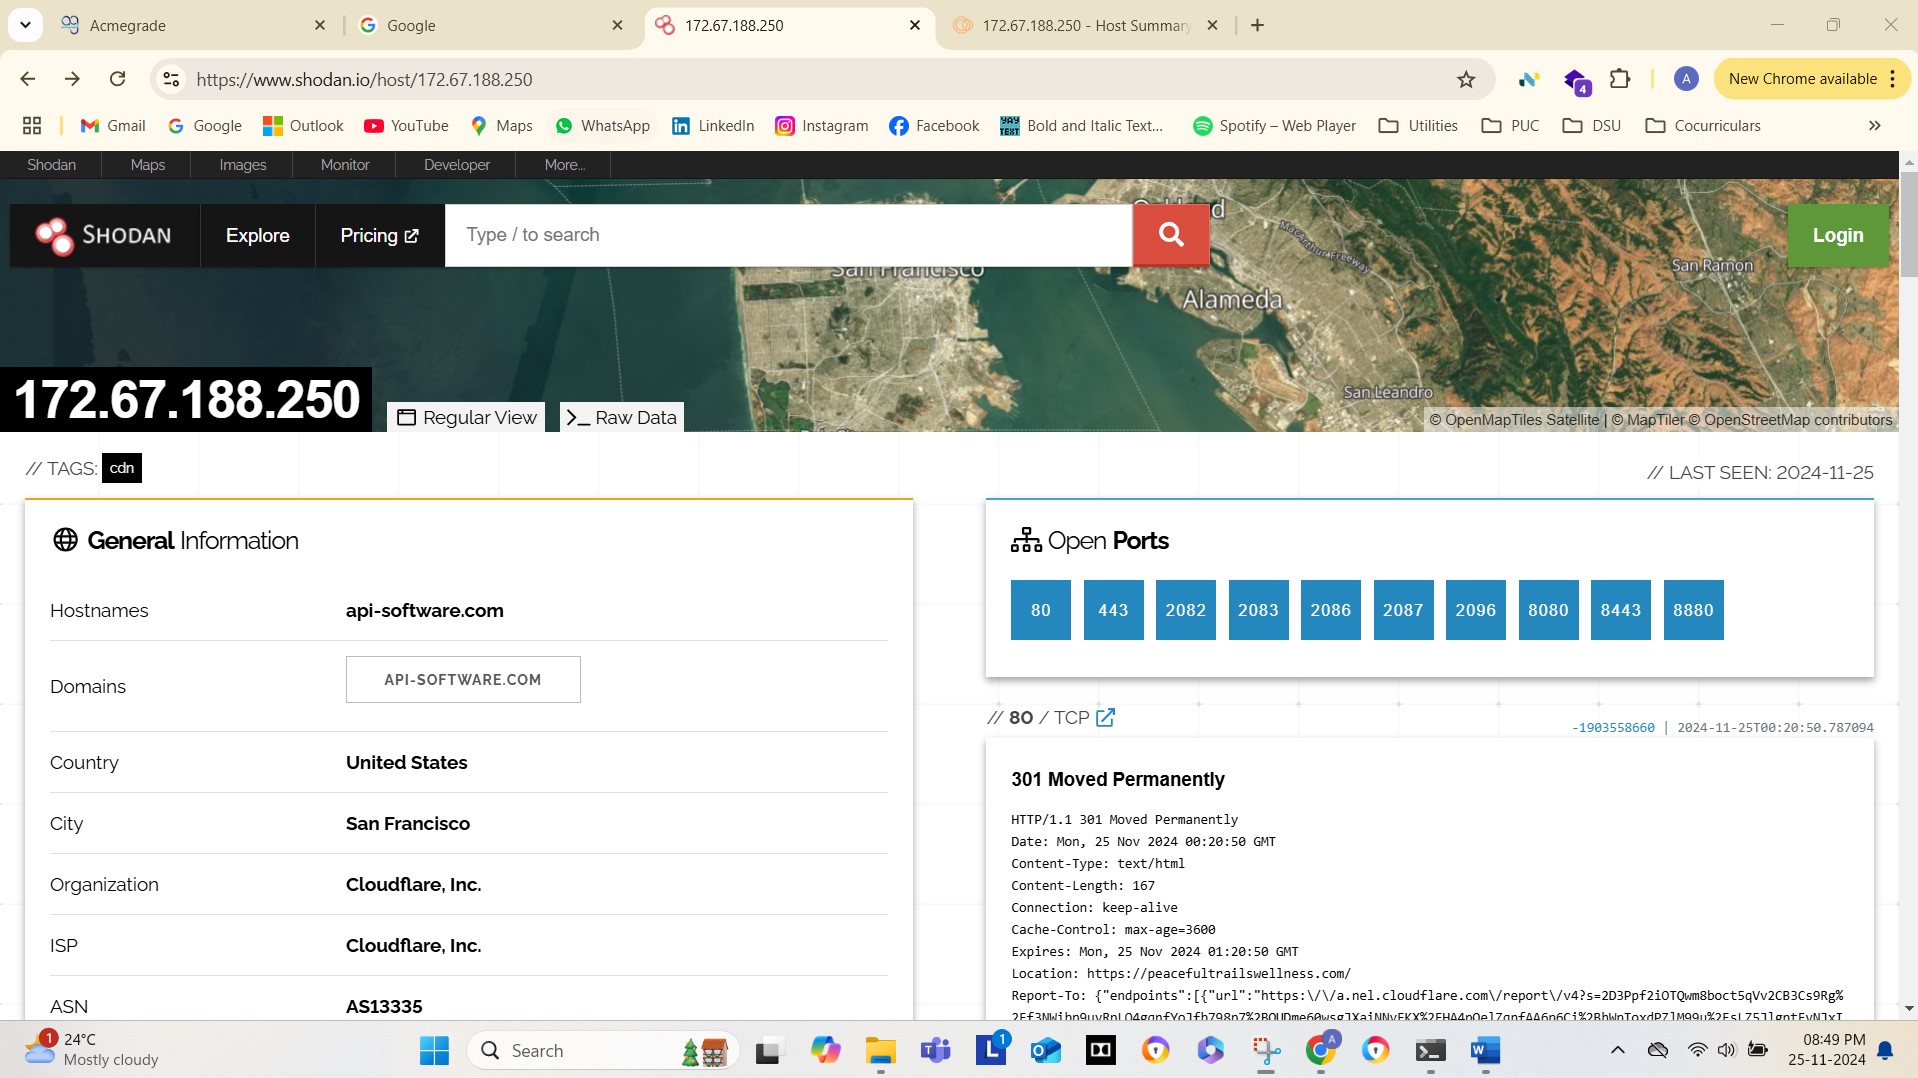 Acmegrade
Google
172.67.188.250
172.67.188.250 - Host Summary
https://www.shodan.io/host/172.67.188.250
4
A
New Chrome available
Gmail
Google
Outlook
YouTube
Maps
WhatsApp
LinkedIn
Instagram
Facebook
YAY TEXT
Bold and Italic Text...
Spotify – Web Player
Utilities
PUC
DSU
Cocurriculars
Shodan
Maps
Images
Monitor
Developer
More...
SHODAN
Explore
Pricing
Type / to search
Login
San Francisco
MacArthur Freeway
Alameda
San Ramon
San Leandro
172.67.188.250
Regular View
Raw Data
© OpenMapTiles Satellite | © MapTiler © OpenStreetMap contributors
// TAGS: cdn
// LAST SEEN: 2024-11-25
General Information
Hostnames api-software.com
Domains API-SOFTWARE.COM
Country United States
City San Francisco
Organization Cloudflare, Inc.
ISP Cloudflare, Inc.
ASN AS13335
Open Ports
80 443 2082 2083 2086 2087 2096 8080 8443 8880
// 80 / TCP
-1903558660 | 2024-11-25T00:20:50.787094
301 Moved Permanently
HTTP/1.1 301 Moved Permanently
Date: Mon, 25 Nov 2024 00:20:50 GMT
Content-Type: text/html
Content-Length: 167
Connection: keep-alive
Cache-Control: max-age=3600
Expires: Mon, 25 Nov 2024 01:20:50 GMT
Location: https://peacefultrailswellness.com/
Report-To: {"endpoints":[{"url":"https:\/\/a.nel.cloudflare.com\/report\/v4?s=2D3Ppf2iOTQwm8boct5qVv2CB3Cs9Rg%
1
24°C
Mostly cloudy
Search
1
A
08:49 PM
25-11-2024